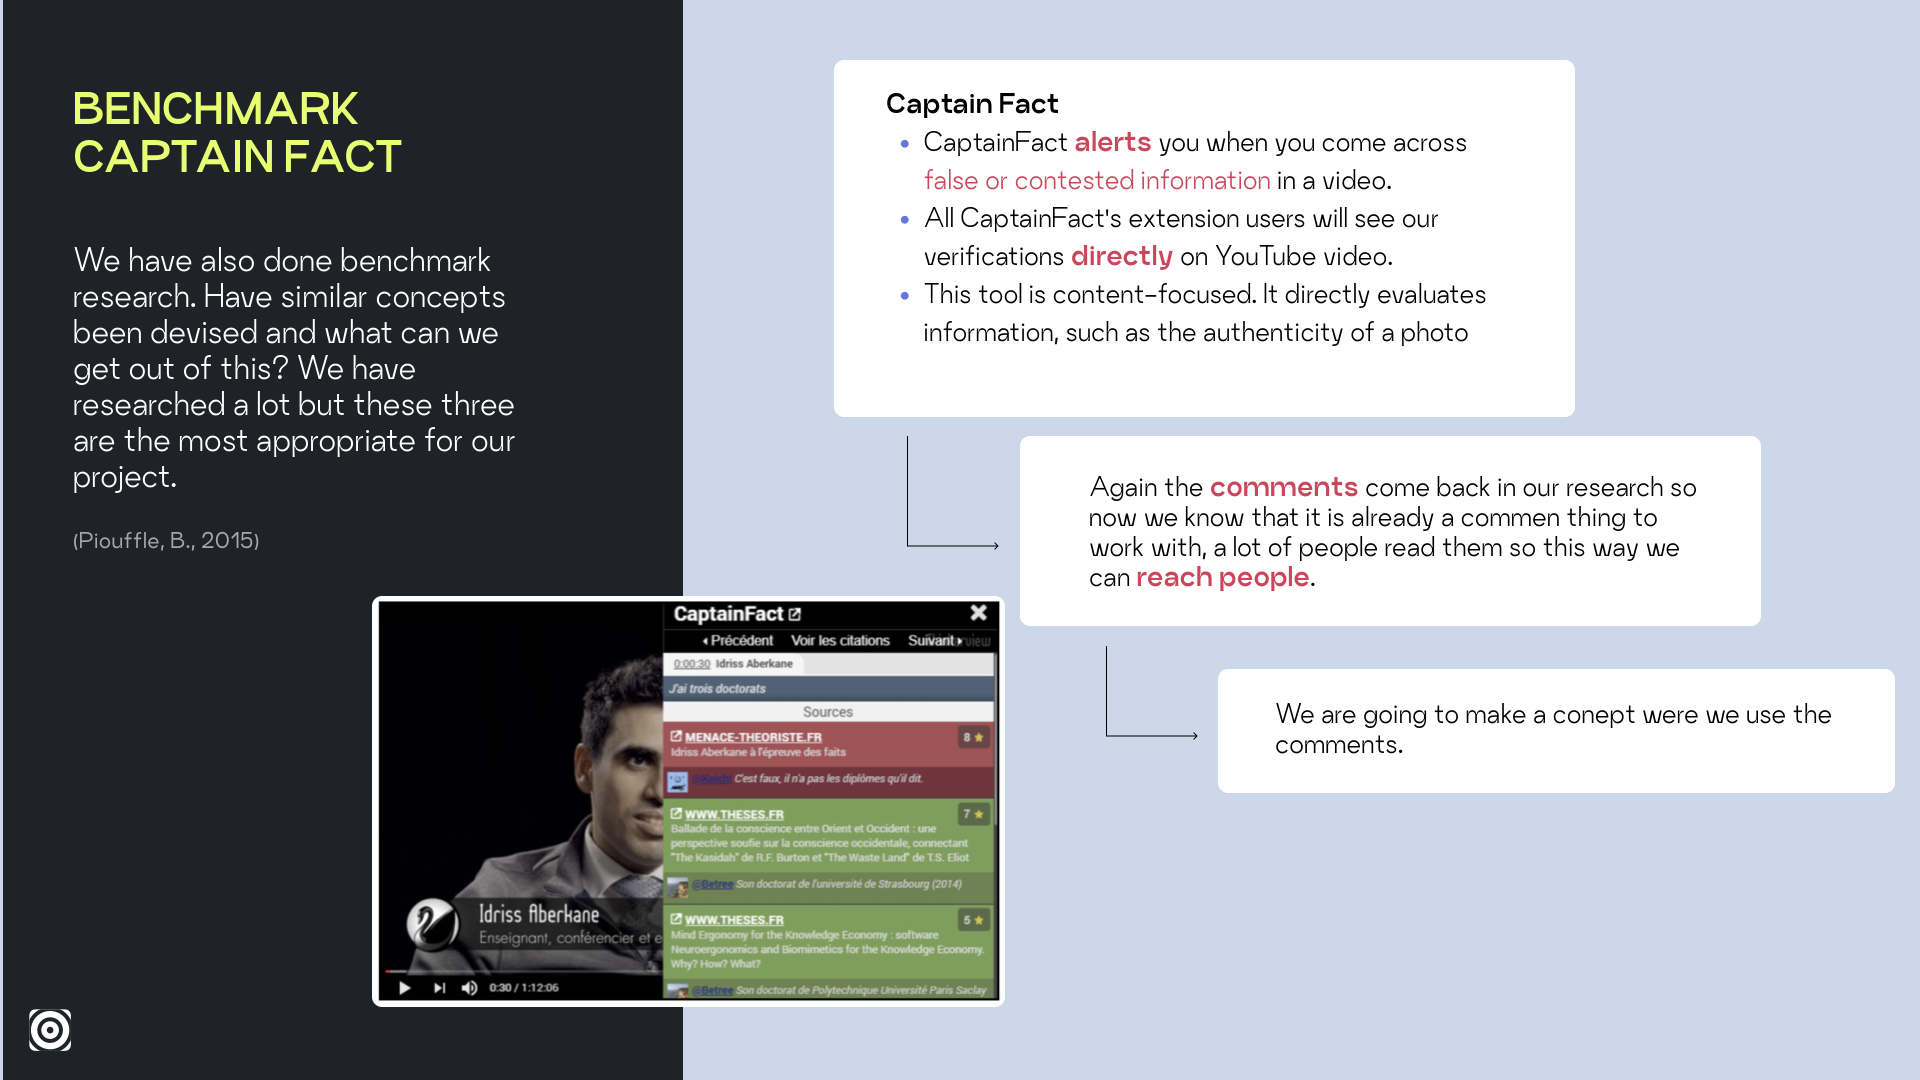 BENCHMARK
CAPTAIN FACT
We have also done benchmark
research. Have similar concepts
been devised and what can we
get out of this? We have
researched a lot but these three
are the most appropriate for our
project.
(Piouffle, B., 2015)
Captain Fact
• CaptainFact alerts you when you come across
false or contested information in a video.
• All CaptainFact's extension users will see our
verifications directly on YouTube video.
• This tool is content-focused. It directly evaluates
information, such as the authenticity of a photo
Again the comments come back in our research so
now we know that it is already a commen thing to
work with, a lot of people read them so this way we
can reach people.
We are going to make a conept were we use the
comments.
CaptainFact
Précédent Voir les citations Suivant
0:00:30 Idriss Aberkane
J'ai trois doctorats
Sources
MENACE-THEORISTE.FR 8
Idriss Aberkane à l'épreuve des faits
C'est faux, il n'a pas les diplômes qu'il dit.
WWW.THESES.FR 7
Ballade de la conscience entre Orient et Occident : une
perspective soufie sur la conscience occidentale, connectant
"The Kasidah" de R.F. Burton et "The Waste Land" de T.S. Eliot
@Betree Son doctorat de l'université de Strasbourg (2014)
WWW.THESES.FR 5
Mind Ergonomy for the Knowledge Economy : software
Neuroergonomics and Biomimetics for the Knowledge Economy.
Why? How? What?
@Betree Son doctorat de Polytechnique Université Paris Saclay
Idriss Aberkane
Enseignant, conférencier et e
0:30 / 1:12:06